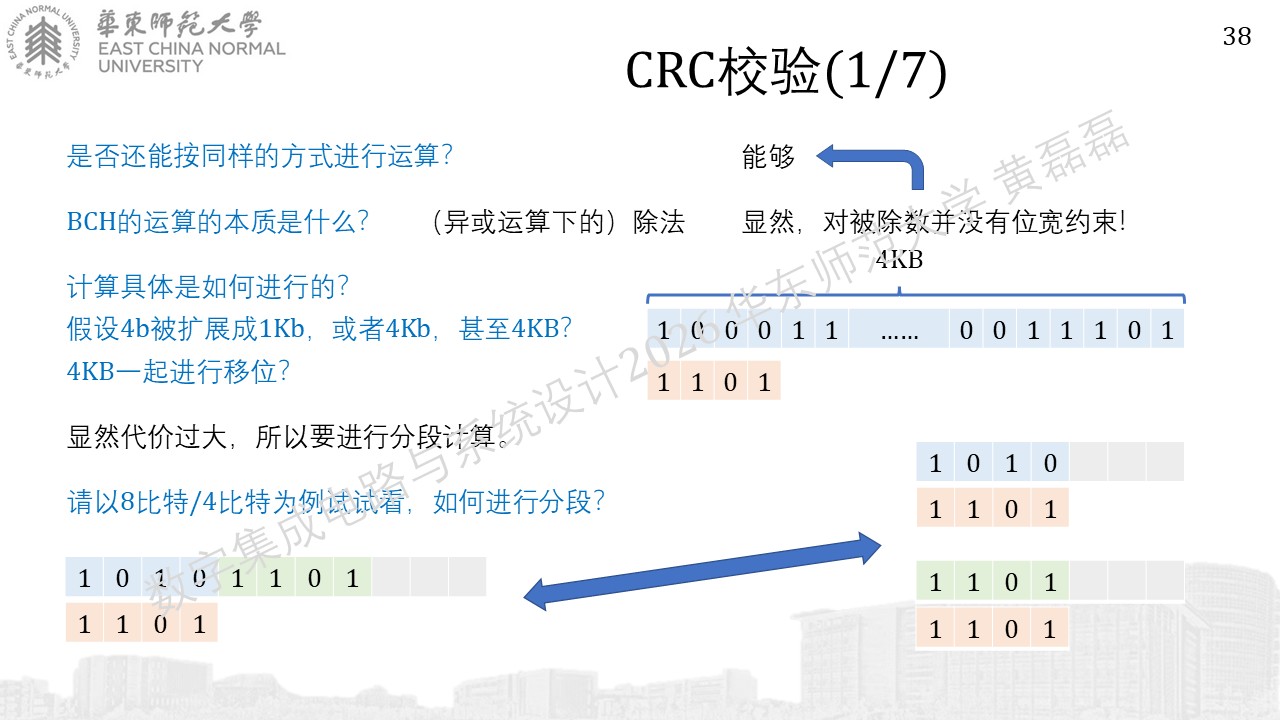 華東師範大學
EAST CHINA NORMAL
UNIVERSITY
38
CRC校验(1/7)
是否还能按同样的方式进行运算？
能够
BCH的运算的本质是什么？
（异或运算下的）除法
显然，对被除数并没有位宽约束！
4KB
计算具体是如何进行的？
假设4b被扩展成1Kb，或者4Kb，甚至4KB？
4KB一起进行移位？
1 0 0 0 1 1 …… 0 0 1 1 1 0 1
1 1 0 1
显然代价过大，所以要进行分段计算。
请以8比特/4比特为例试试看，如何进行分段？
1 0 1 0
1 1 0 1
1 0 1 0 1 1 0 1
1 1 0 1
1 1 0 1
1 1 0 1
数字集成电路与系统设计2026 华东师范大学 黄磊磊
EAST CHINA NORMAL UNIVERSITY
華東師範大學